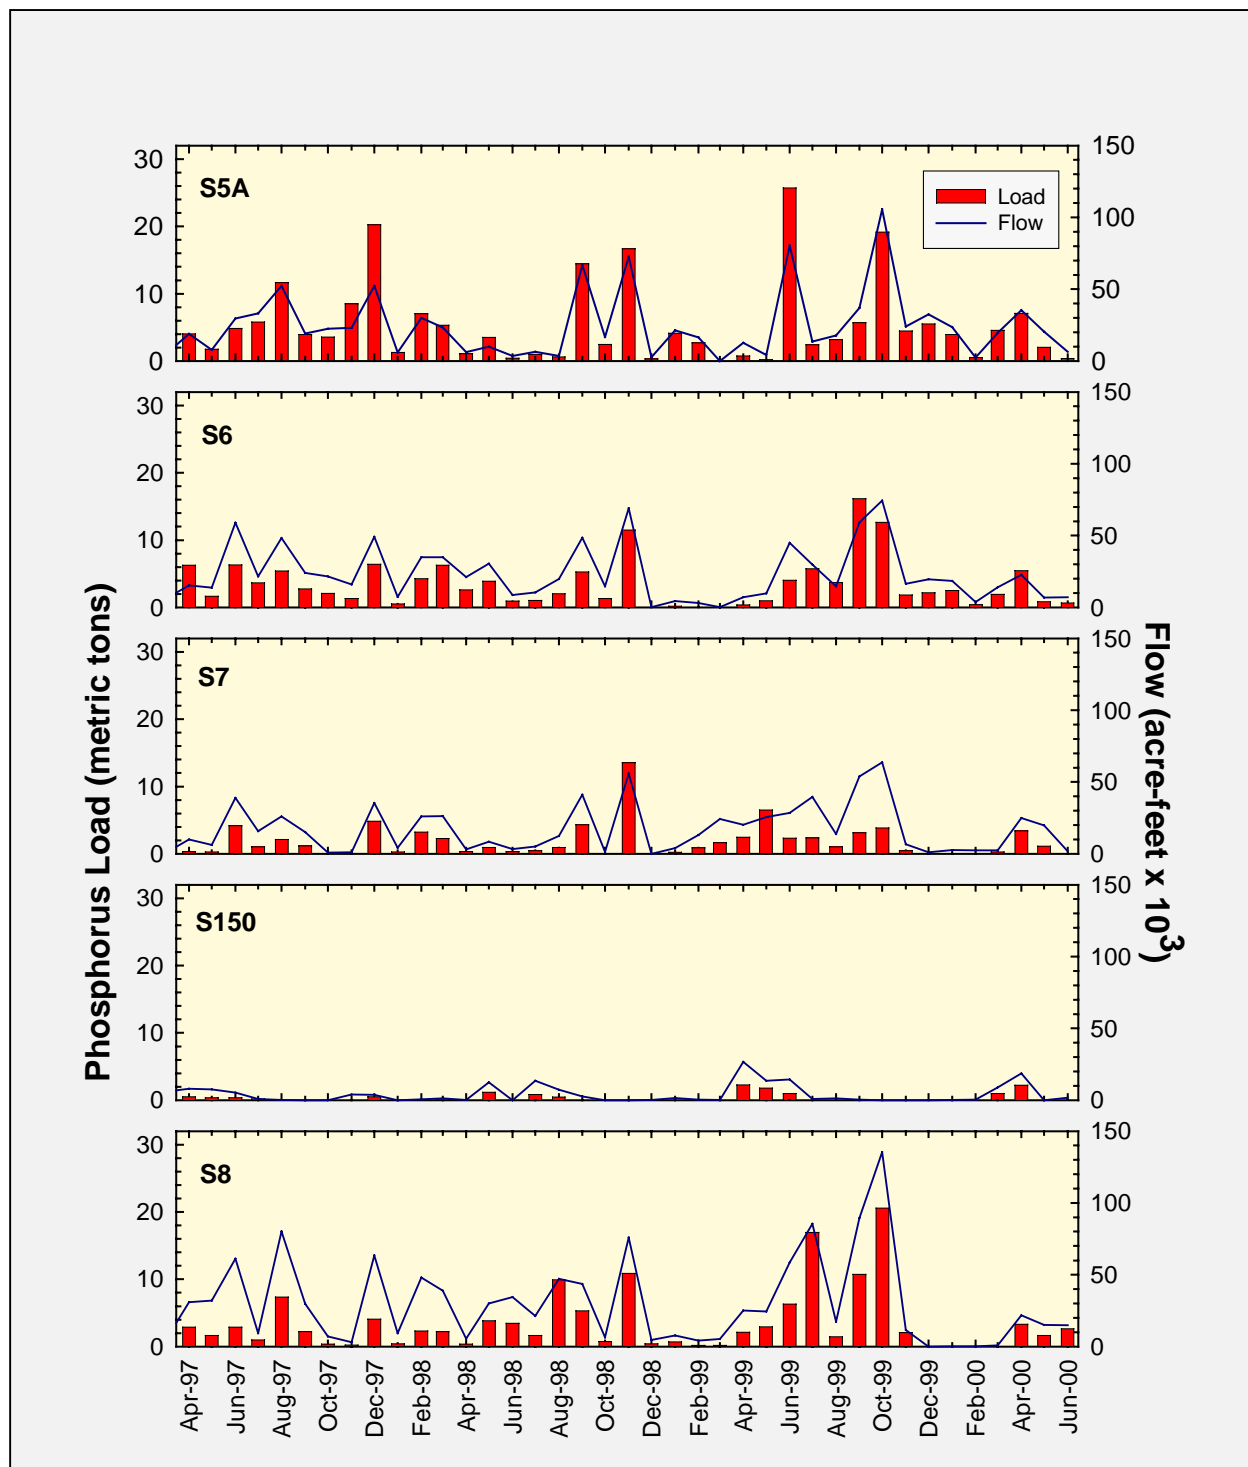 30
20
10
0
S5A
Load
Flow
150
100
50
0
30
20
10
0
S6
150
100
50
0
30
20
10
0
S7
150
100
50
0
30
20
10
0
S150
150
100
50
0
30
20
10
0
S8
150
100
50
0
Phosphorus Load (metric tons)
Flow (acre-feet x 10³)
Apr-97
Jun-97
Aug-97
Oct-97
Dec-97
Feb-98
Apr-98
Jun-98
Aug-98
Oct-98
Dec-98
Feb-99
Apr-99
Jun-99
Aug-99
Oct-99
Dec-99
Feb-00
Apr-00
Jun-00